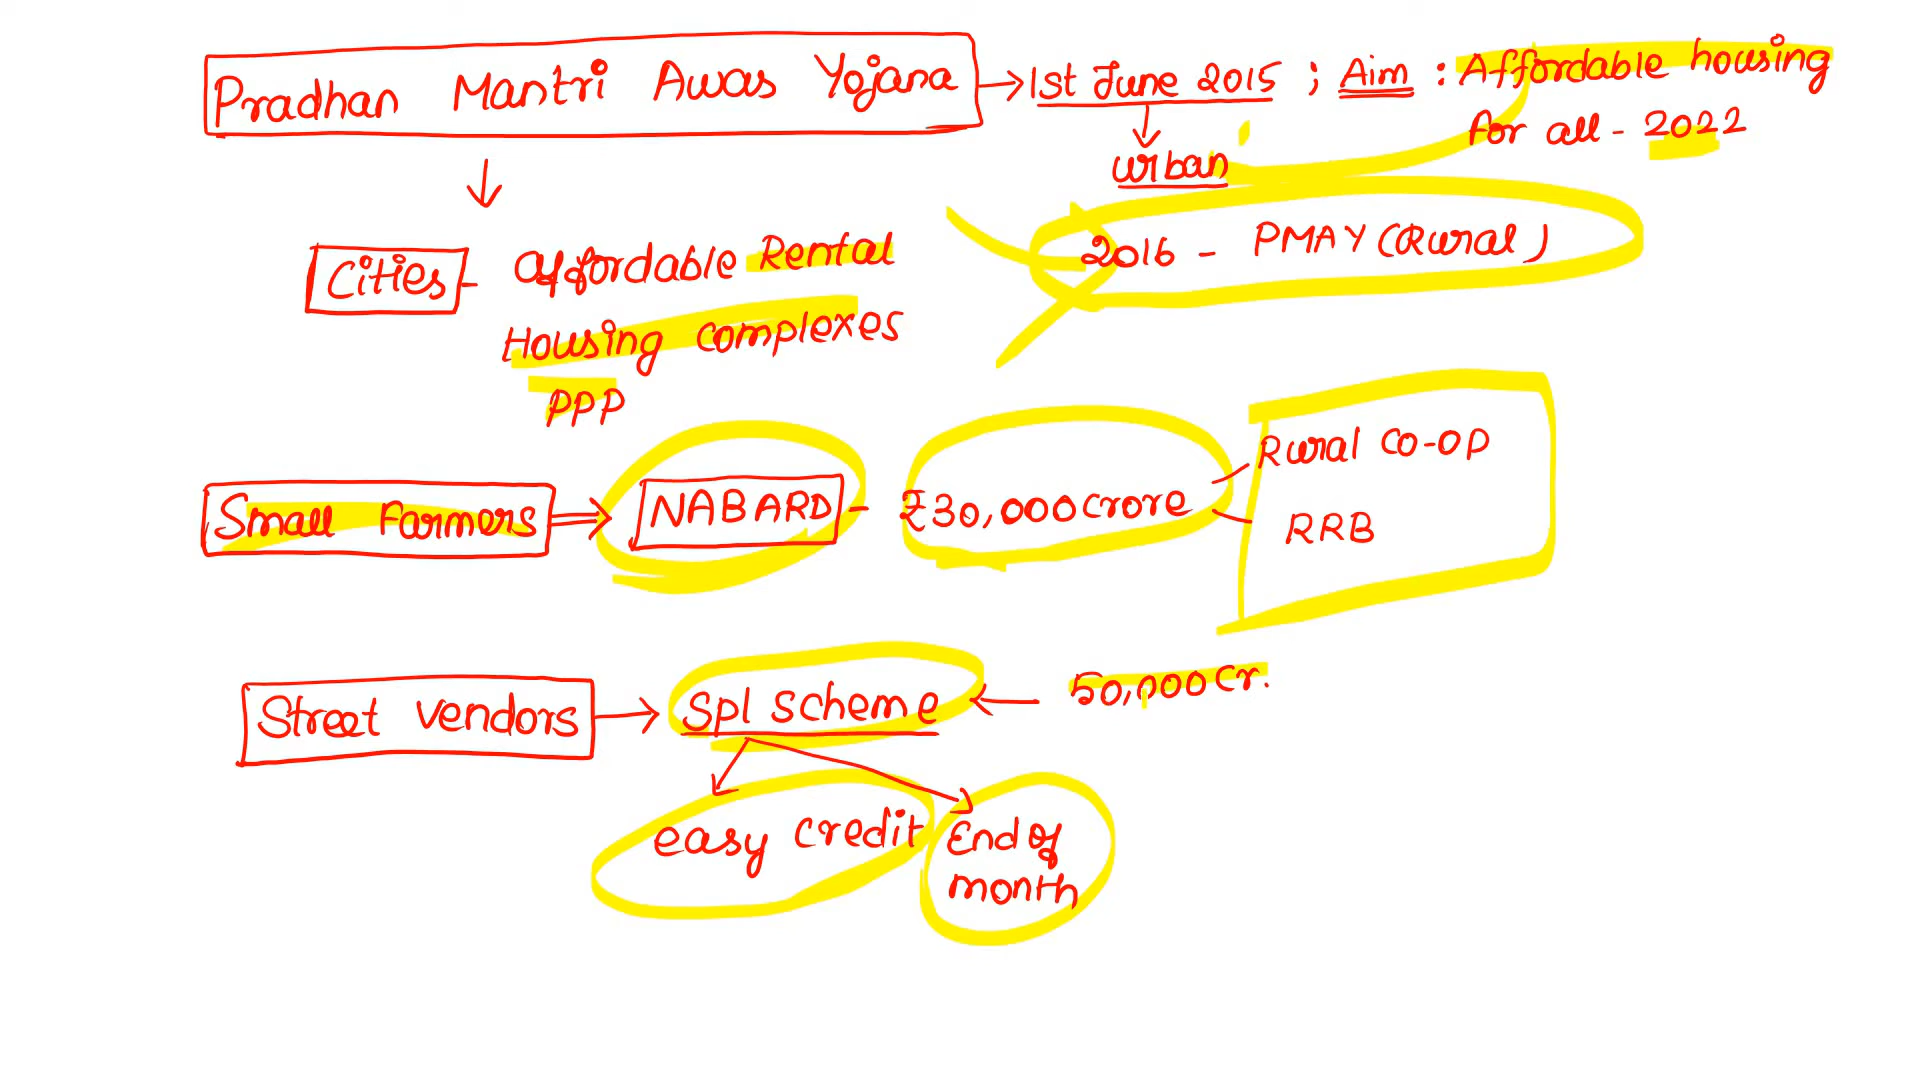 Pradhan Mantri Awas Yojana → 1st June 2015 ; Aim : Affordable housing
for all - 2022
urban
2016 - PMAY (Rural)
Cities - Affordable Rental
Housing complexes
PPP
Small Farmers ⇒ NABARD - ₹30,000 crore
Rural CO-OP
RRB
Street vendors → Spl scheme ← 50,000 Cr.
easy credit
End of
month